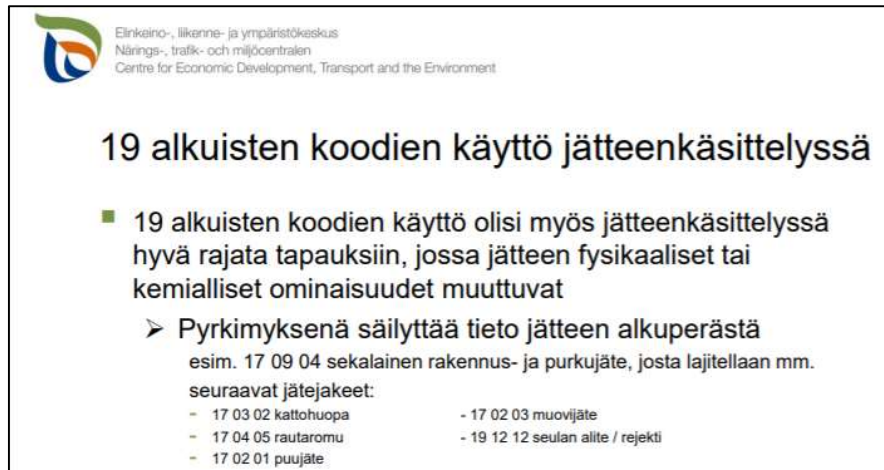 Elinkeino-, liikenne- ja ympäristökeskus
Närings-, trafik- och miljöcentralen
Centre for Economic Development, Transport and the Environment
19 alkuisten koodien käyttö jätteenkäsittelyssä
19 alkuisten koodien käyttö olisi myös jätteenkäsittelyssä
hyvä rajata tapauksiin, jossa jätteen fysikaaliset tai
kemialliset ominaisuudet muuttuvat
➢ Pyrkimyksenä säilyttää tieto jätteen alkuperästä
esim. 17 09 04 sekalainen rakennus- ja purkujäte, josta lajitellaan mm.
seuraavat jätejakeet:
- 17 03 02 kattohuopa
- 17 04 05 rautaromu
- 17 02 01 puujäte
- 17 02 03 muovijäte
- 19 12 12 seulan alite / rejekti